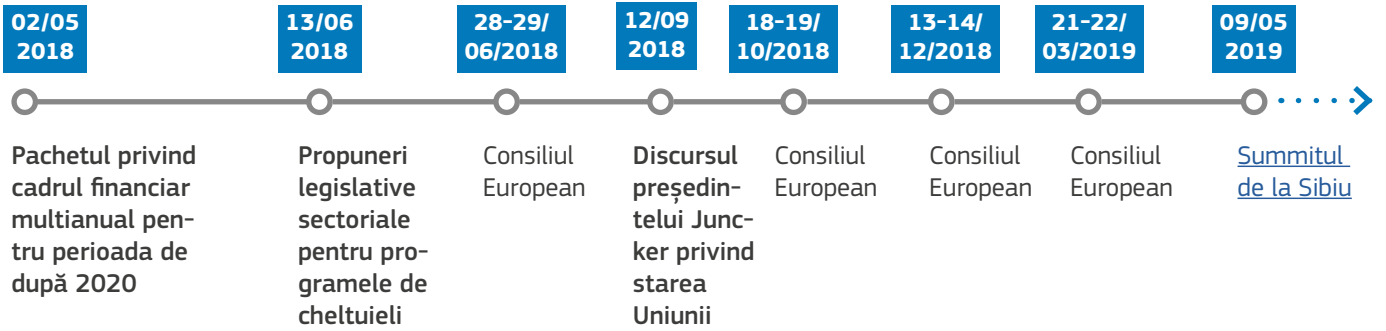 02/05
2018
13/06
2018
28-29/
06/2018
12/09
2018
18-19/
10/2018
13-14/
12/2018
21-22/
03/2019
09/05
2019
Pachetul privind
cadrul financiar
multianual pen-
tru perioada de
după 2020
Propuneri
legislative
sectoriale
pentru pro-
gramele de
cheltuieli
Consiliul
European
Discursul
președin-
telui Junc-
ker privind
starea
Uniunii
Consiliul
European
Consiliul
European
Consiliul
European
Summitul
de la Sibiu